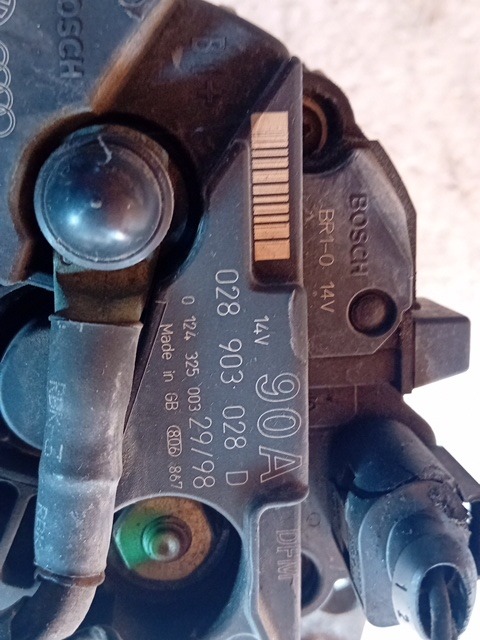 BOSCH
B+
14V 90A
028 903 028 D
0 124 325 003 29/98
Made in GB 806 867
BOSCH
BR1-0 14V
DFM